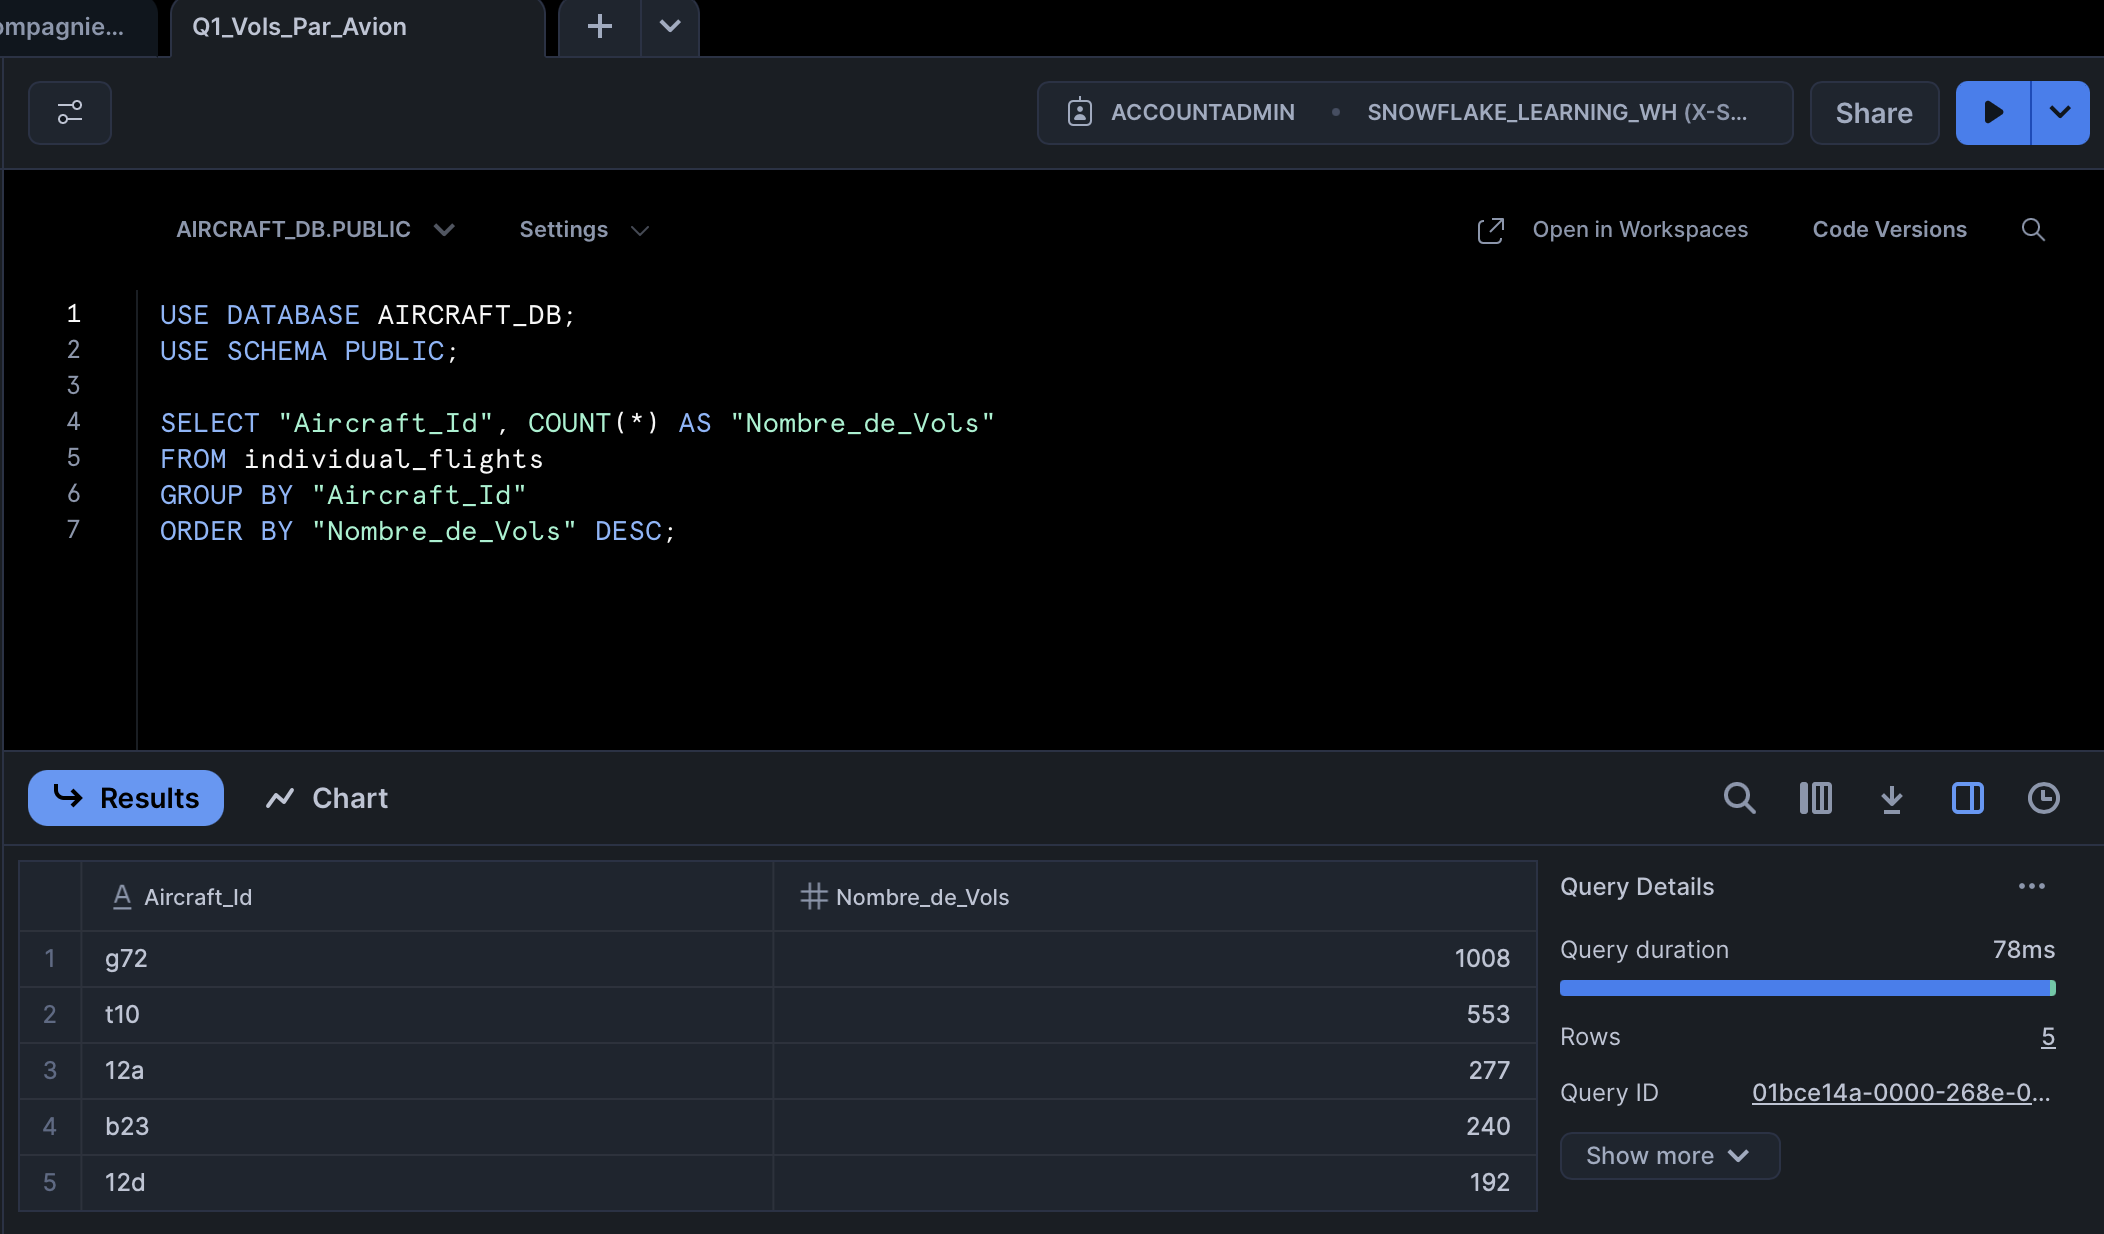 ompagnie...
Q1_Vols_Par_Avion
ACCOUNTADMIN • SNOWFLAKE_LEARNING_WH (X-S...
Share
AIRCRAFT_DB.PUBLIC
Settings
Open in Workspaces
Code Versions
1 USE DATABASE AIRCRAFT_DB;
2 USE SCHEMA PUBLIC;
3
4 SELECT "Aircraft_Id", COUNT(*) AS "Nombre_de_Vols"
5 FROM individual_flights
6 GROUP BY "Aircraft_Id"
7 ORDER BY "Nombre_de_Vols" DESC;
Results
Chart
A Aircraft_Id # Nombre_de_Vols
1 g72 1008
2 t10 553
3 12a 277
4 b23 240
5 12d 192
Query Details
Query duration 78ms
Rows 5
Query ID 01bce14a-0000-268e-0...
Show more